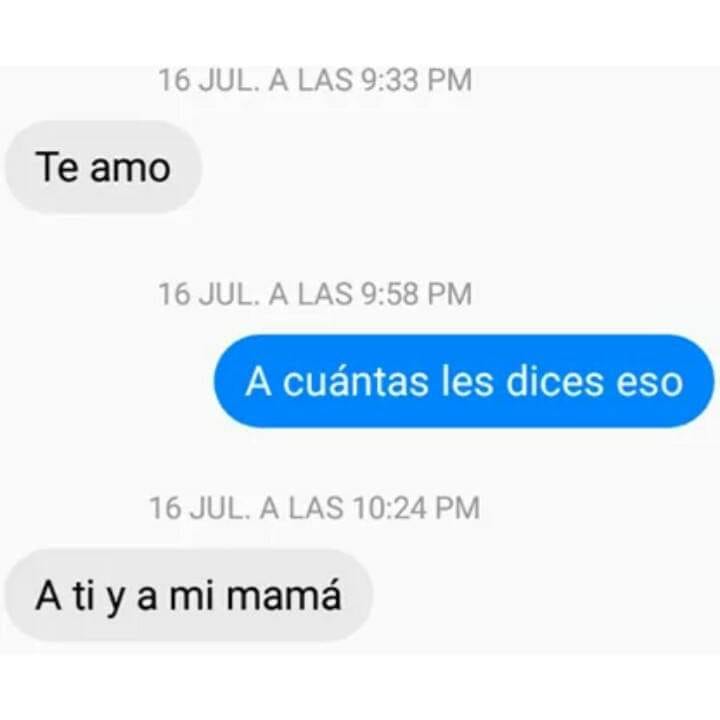 16 JUL. A LAS 9:33 PM
Te amo
16 JUL. A LAS 9:58 PM
A cuántas les dices eso
16 JUL. A LAS 10:24 PM
A ti y a mi mamá